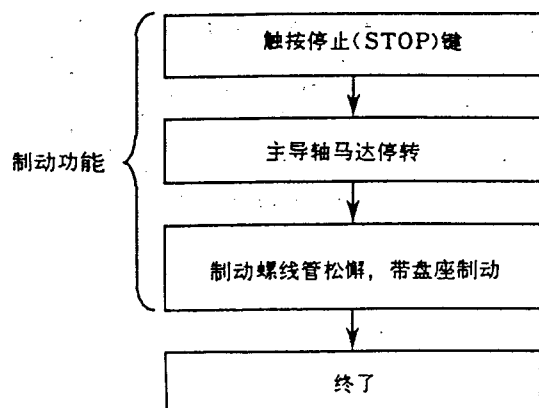 触按停止(STOP)键
主导轴马达停转
制动功能
制动螺线管松懈，带盘座制动
终了